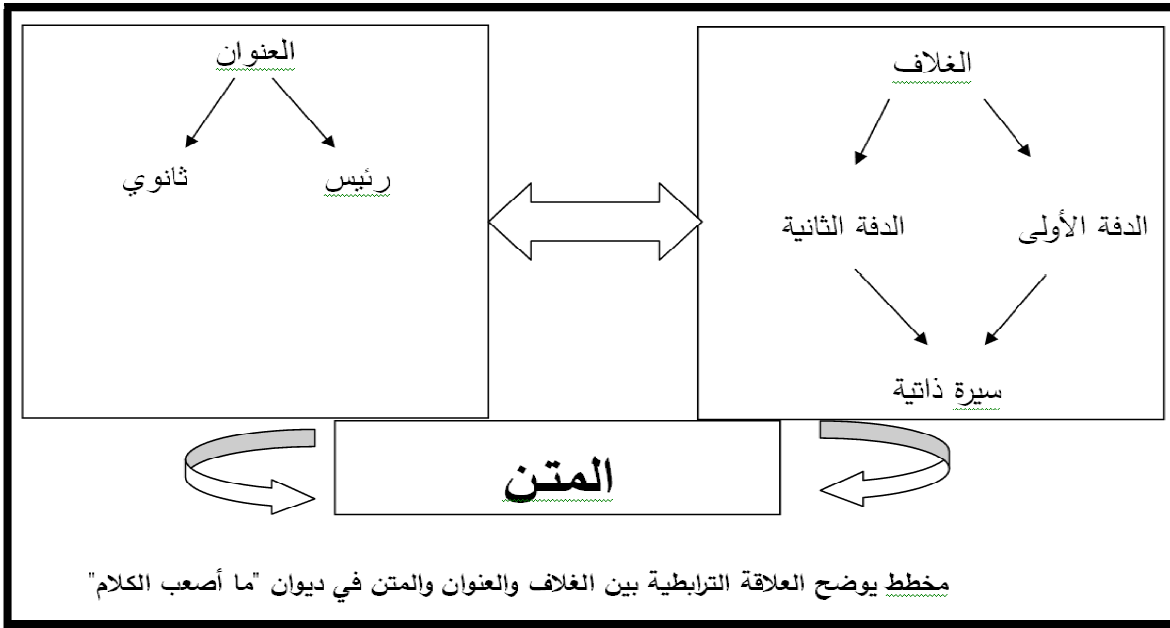 الغلاف
الدفة الأولى
الدفة الثانية
سيرة ذاتية
العنوان
رئيس
ثانوي
المتن
مخطط يوضح العلاقة الترابطية بين الغلاف والعنوان والمتن في ديوان "ما أصعب الكلام"